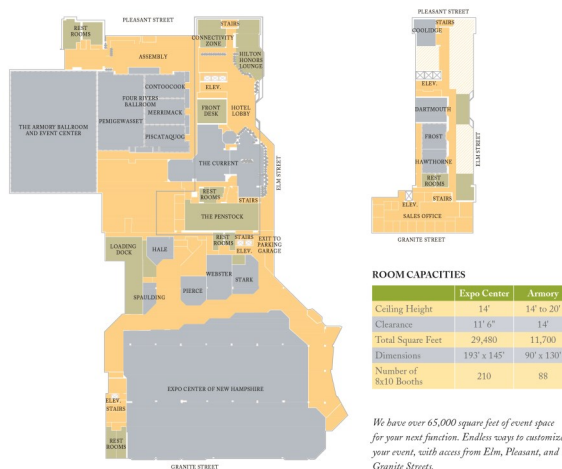 PLEASANT STREET
REST
ROOMS
STAIRS
CONNECTIVITY
ZONE
HILTON
HONORS
LOUNGE
ASSEMBLY
ELEV.
CONTOOCOOK
FOUR RIVERS
BALLROOM
MERRIMACK
PEMIGEWASSET
PISCATAQUOG
THE ARMORY BALLROOM
AND EVENT CENTER
FRONT
DESK
HOTEL
LOBBY
THE CURRENT
ELM STREET
REST
ROOMS
STAIRS
THE PENSTOCK
REST
ROOMS
STAIRS
ELEV.
EXIT TO
PARKING
GARAGE
LOADING
DOCK
HALE
WEBSTER
STARK
PIERCE
SPAULDING
EXPO CENTER OF NEW HAMPSHIRE
ELEV.
STAIRS
REST
ROOMS
GRANITE STREET
PLEASANT STREET
STAIRS
COOLIDGE
ELEV.
DARTMOUTH
FROST
HAWTHORNE
REST
ROOMS
ELM STREET
ELEV.
STAIRS
SALES OFFICE
GRANITE STREET
ROOM CAPACITIES
Expo Center Armory
Ceiling Height 14' 14' to 20'
Clearance 11' 6" 14'
Total Square Feet 29,480 11,700
Dimensions 193' x 145' 90' x 130'
Number of
8x10 Booths 210 88
We have over 65,000 square feet of event space
for your next function. Endless ways to customize
your event, with access from Elm, Pleasant, and
Granite Streets.